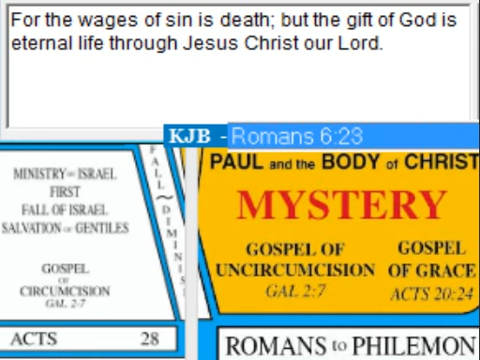 For the wages of sin is death; but the gift of God is
eternal life through Jesus Christ our Lord.
KJB - Romans 6:23
MINISTRY OF ISRAEL
FIRST
FALL OF ISRAEL
SALVATION OF GENTILES
GOSPEL
OF
CIRCUMCISION
GAL 2-7
ACTS 28
FALL ~ DIMINIS
PAUL and the BODY of CHRIST
MYSTERY
GOSPEL OF
UNCIRCUMCISION
GAL 2:7
GOSPEL
OF GRACE
ACTS 20:24
ROMANS to PHILEMON